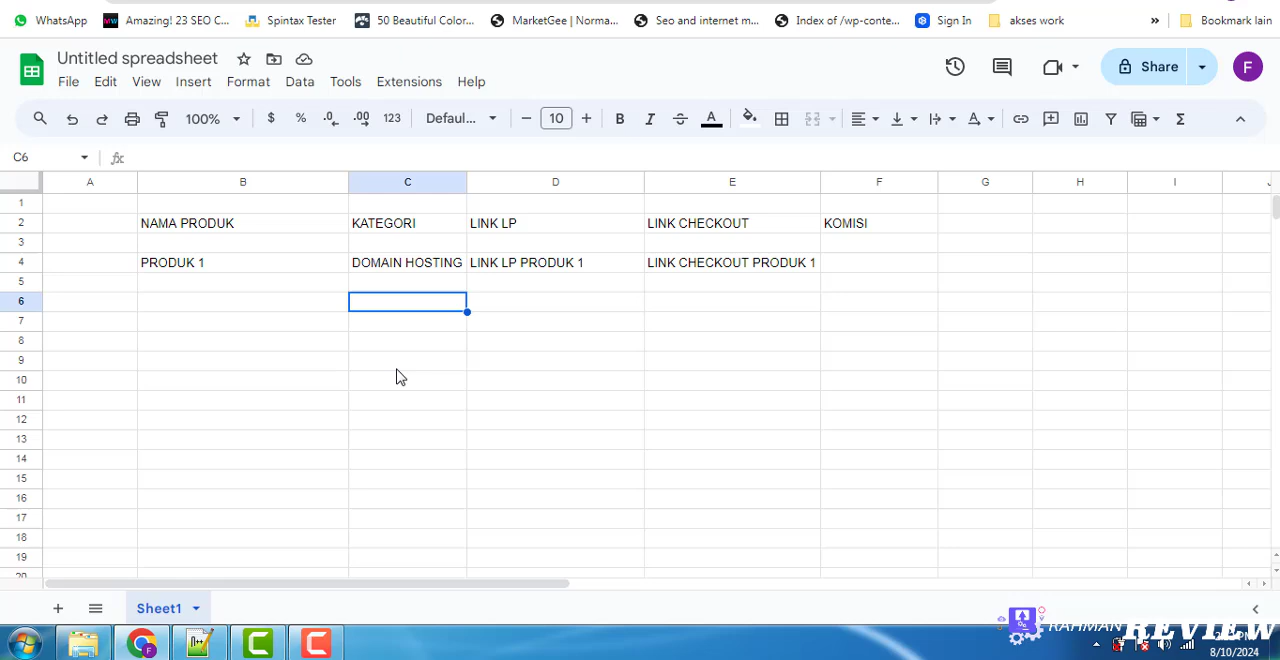 WhatsApp Amazing! 23 SEO C... Spintax Tester 50 Beautiful Color... MarketGee | Norma... Seo and internet m... Index of /wp-conte... Sign In akses work » Bookmark lain
Untitled spreadsheet
File Edit View Insert Format Data Tools Extensions Help
Share
F
100% $ % .0 .00 123 Defaul... − 10 + B I A Σ
C6 fx
A B C D E F G H I
1
2 NAMA PRODUK KATEGORI LINK LP LINK CHECKOUT KOMISI
3
4 PRODUK 1 DOMAIN HOSTING LINK LP PRODUK 1 LINK CHECKOUT PRODUK 1
5
6
7
8
9
10
11
12
13
14
15
16
17
18
19
20
Sheet1
RAHMAN REVIEW
8/10/2024